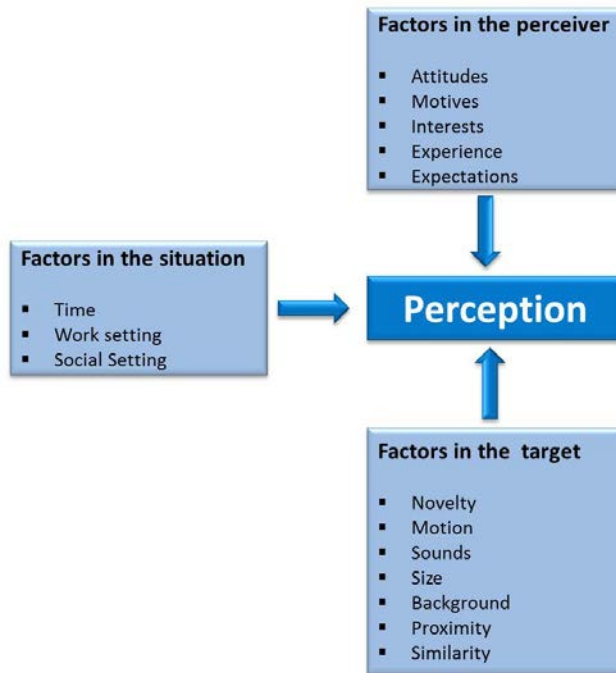 Factors in the perceiver
▪ Attitudes
▪ Motives
▪ Interests
▪ Experience
▪ Expectations
Factors in the situation
▪ Time
▪ Work setting
▪ Social Setting
Perception
Factors in the target
▪ Novelty
▪ Motion
▪ Sounds
▪ Size
▪ Background
▪ Proximity
▪ Similarity